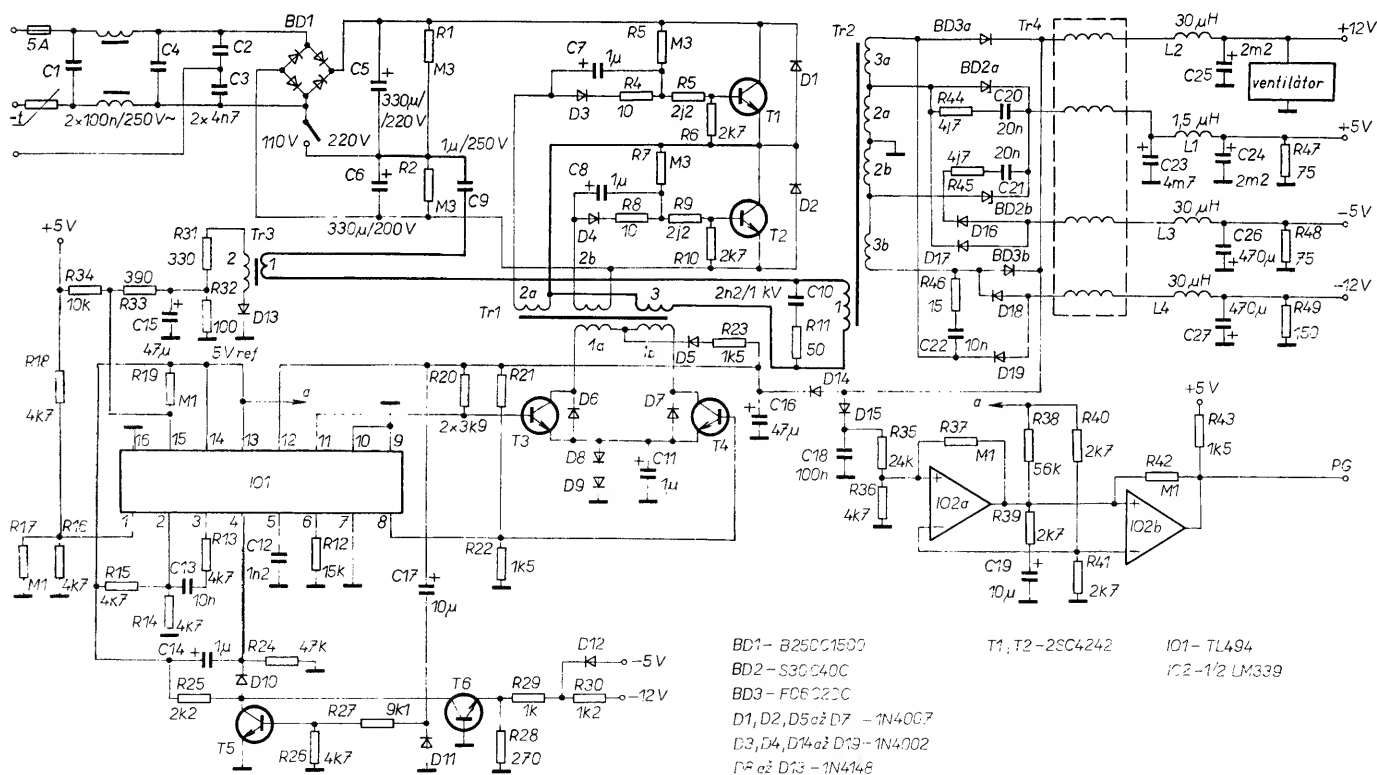 5A
C1
C4
C2
C3
-t
2×100n/250V~
2×4n7
BD1
110V
220V
C5
330µ/
/220V
R1
M3
1µ/250V
C6
R2
M3
C9
330µ/200V
C7
1µ
D3
R4
10
R5
M3
R5
2j2
R6
2k7
T1
D1
C8
1µ
D4
R7
M3
R8
10
R9
2j2
R10
2k7
T2
D2
2b
2a
3
Tr1
1a
Tr2
3a
2a
2b
3b
1
2n2/1 kV
C10
R11
50
BD3a
BD2a
R44
4j7
C20
20n
4j7
R45
20n
C21
BD2b
D16
D17
BD3b
R46
15
D18
C22
10n
D19
Tr4
30 µH
L2
2m2
C25
+12V
ventilátor
1,5 µH
L1
+5V
C23
4m7
C24
2m2
R47
75
30 µH
L3
-5V
C26
470µ
R48
75
30 µH
L4
-12V
470µ
C27
R49
150
+5V
R34
10k
390
R33
R31
330
Tr3
2
1
R32
100
D13
C15
47µ
5V ref
R18
4k7
R19
M1
a
R20
R21
2×3k9
D5
R23
1k5
D6
D7
T3
T4
D8
D9
C11
1µ
D14
C16
47µ
D15
C18
100n
16
15
14
13
12
11
10
9
IO1
1
2
3
4
5
6
7
8
R17
M1
R16
4k7
R15
4k7
C13
10n
R13
4k7
R14
4k7
C12
1n2
R12
15k
C17
10µ
R22
1k5
R35
24k
R36
4k7
R37
M1
IO2a
a
R38
56k
R40
2k7
R39
2k7
C19
10µ
R41
2k7
R42
M1
IO2b
+5V
R43
1k5
PG
C14
1µ
R24
47k
D10
R25
2k2
T5
R27
9k1
R26
4k7
D11
T6
R29
1k
R28
270
D12
-5V
R30
1k2
-12V
BD1- B250C1500
BD2-S30C40C
BD3-F06C20C
D1, D2, D5 až D7 -1N4007
D3, D4, D14 až D19-1N4002
D8 až D13-1N4148
T1, T2-2SC4242
IO1-TL494
IO2-1/2 LM339